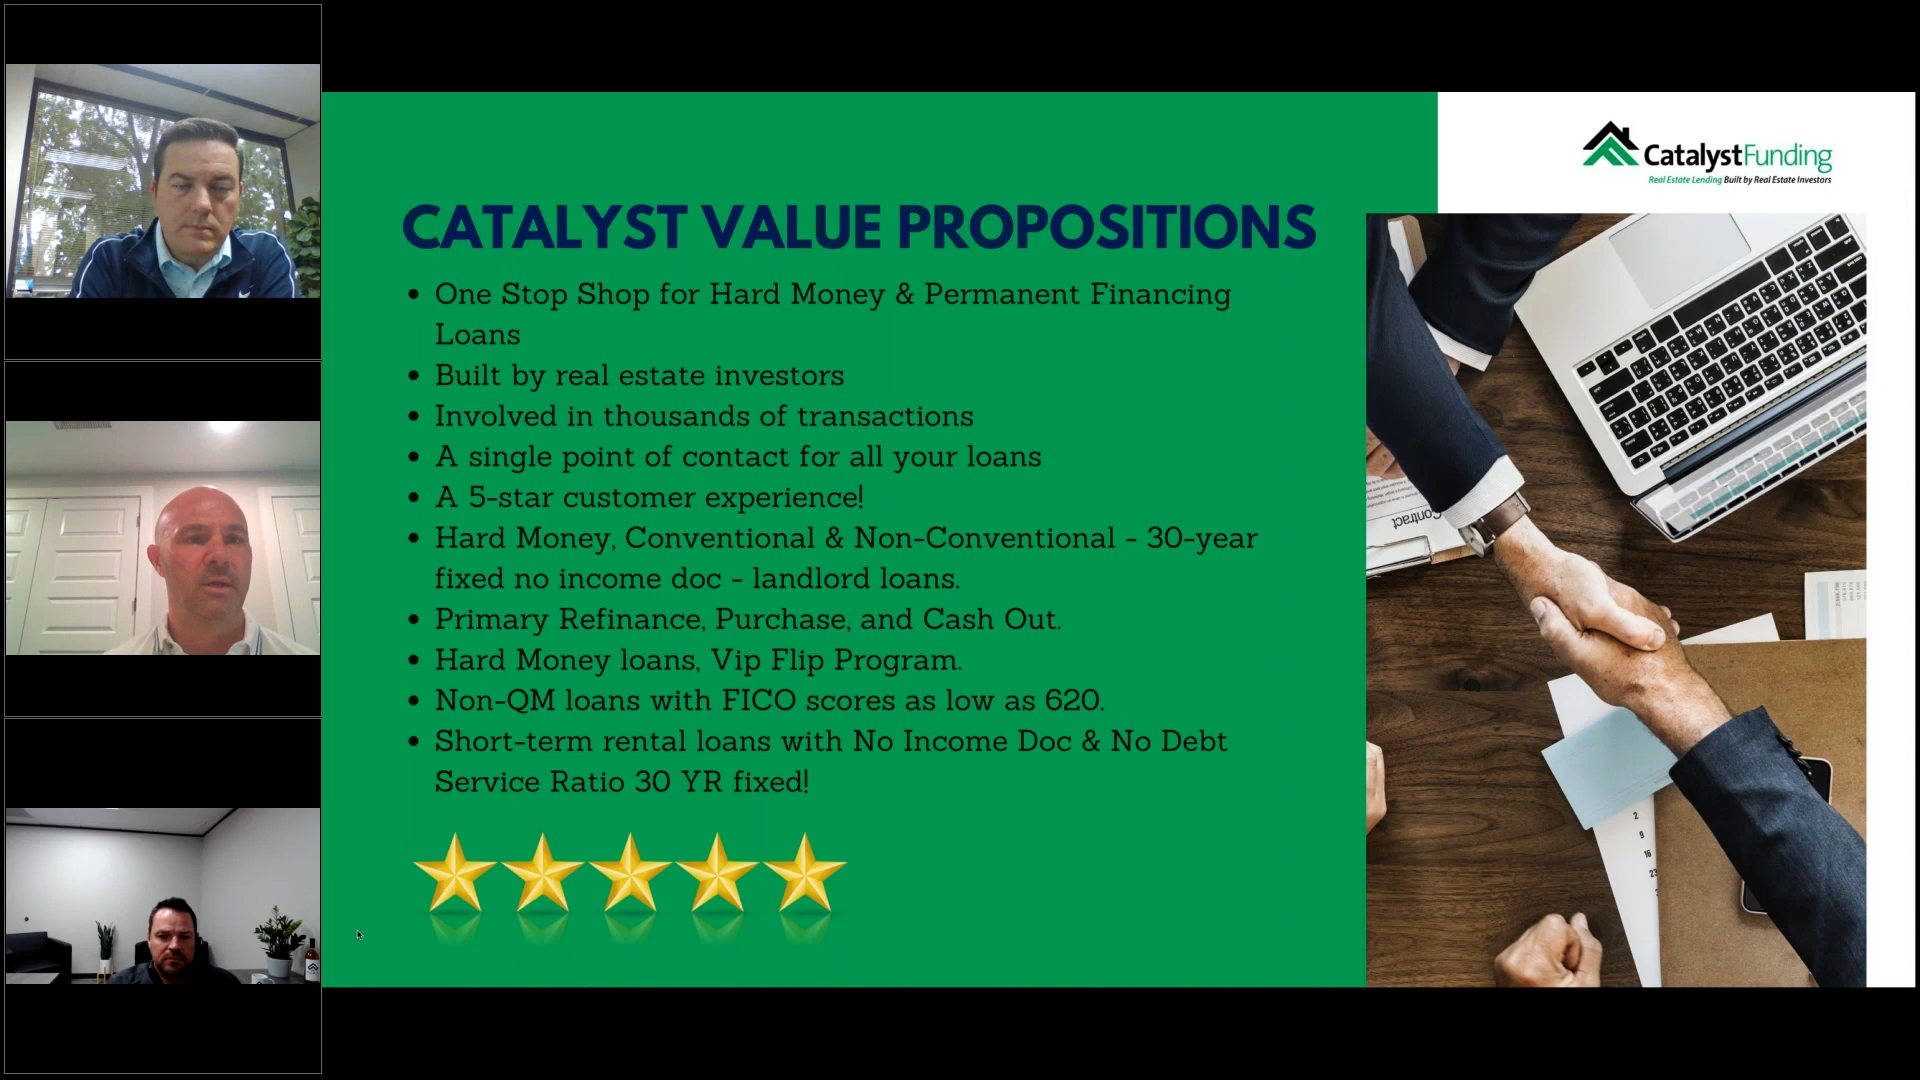 CatalystFunding
Real Estate Lending Built by Real Estate Investors
CATALYST VALUE PROPOSITIONS
• One Stop Shop for Hard Money & Permanent Financing
Loans
• Built by real estate investors
• Involved in thousands of transactions
• A single point of contact for all your loans
• A 5-star customer experience!
• Hard Money, Conventional & Non-Conventional - 30-year
fixed no income doc - landlord loans.
• Primary Refinance, Purchase, and Cash Out.
• Hard Money loans, Vip Flip Program.
• Non-QM loans with FICO scores as low as 620.
• Short-term rental loans with No Income Doc & No Debt
Service Ratio 30 YR fixed!
Contract
2
9
16
23